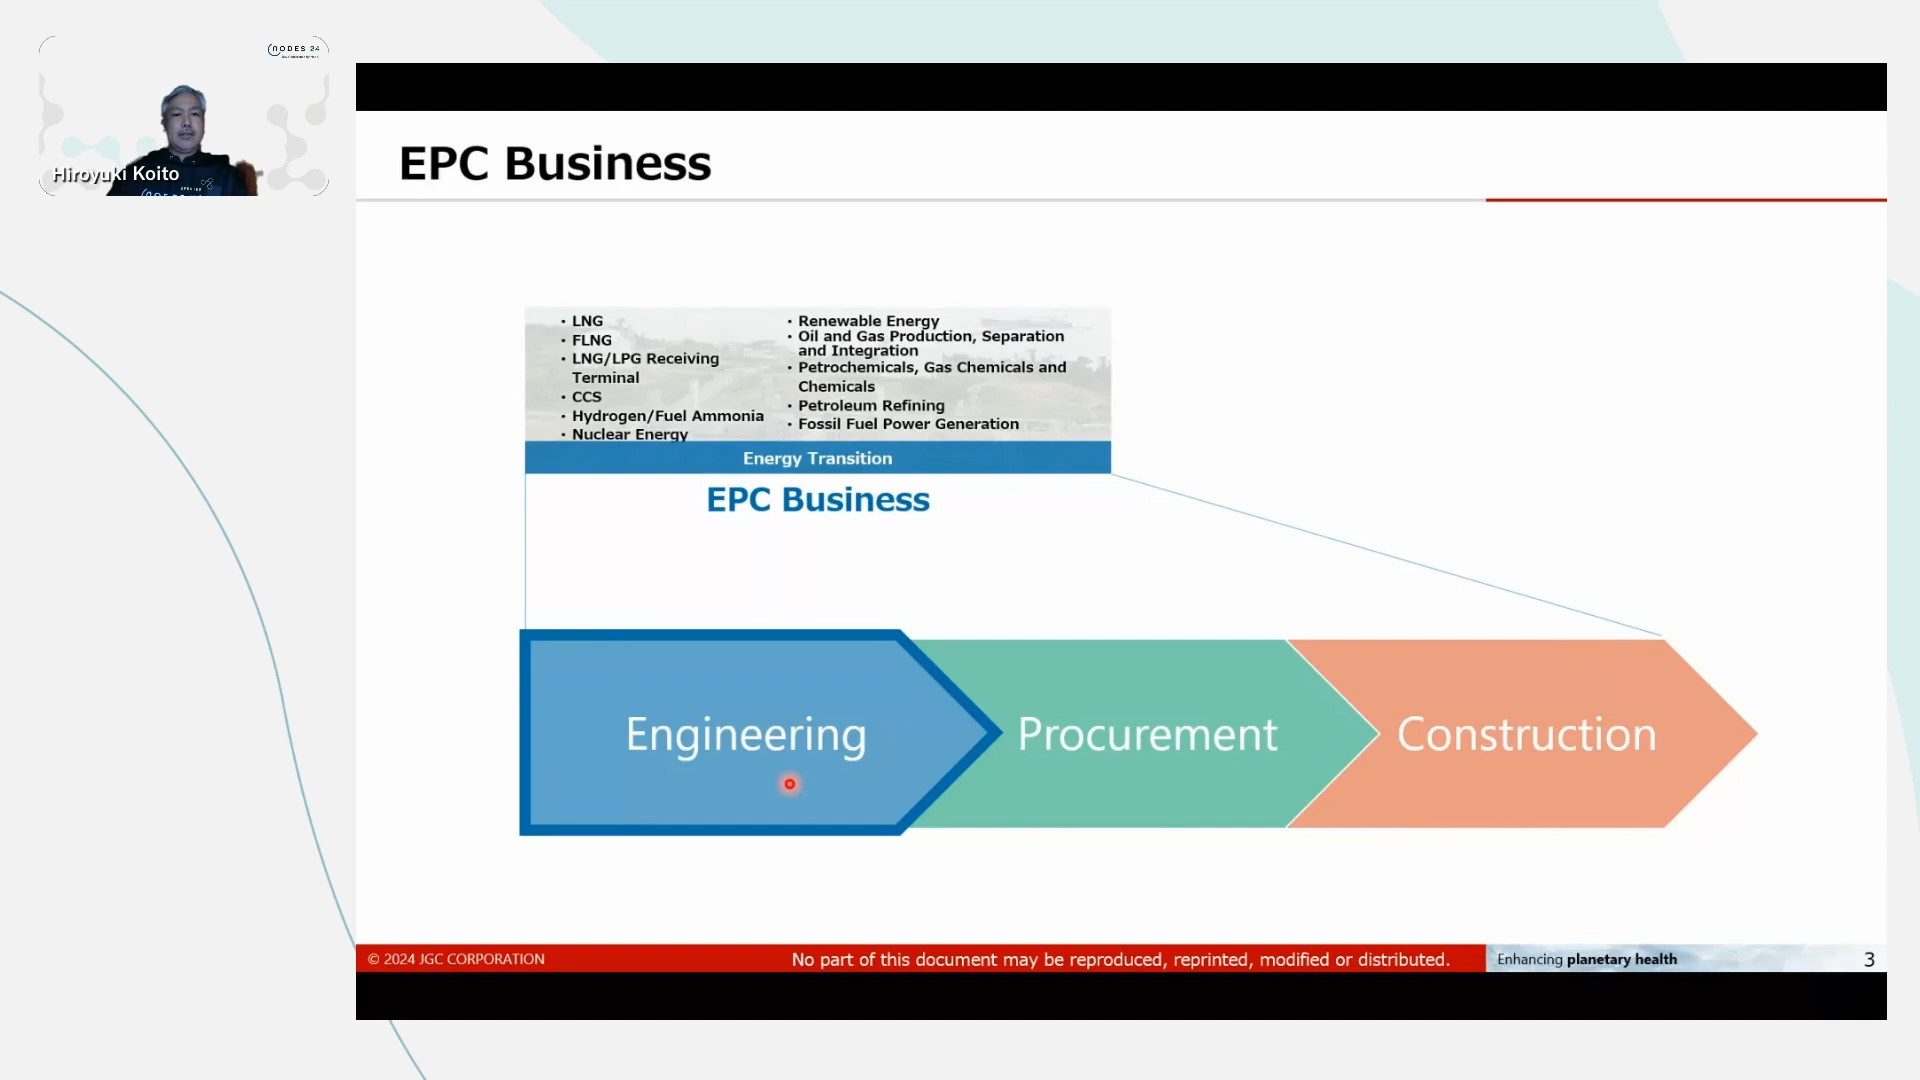 NODES 24
Hiroyuki Koito
EPC Business
・LNG
・FLNG
・LNG/LPG Receiving
Terminal
・CCS
・Hydrogen/Fuel Ammonia
・Nuclear Energy
・Renewable Energy
・Oil and Gas Production, Separation
and Integration
・Petrochemicals, Gas Chemicals and
Chemicals
・Petroleum Refining
・Fossil Fuel Power Generation
Energy Transition
EPC Business
Engineering
Procurement
Construction
© 2024 JGC CORPORATION
No part of this document may be reproduced, reprinted, modified or distributed.
Enhancing planetary health
3